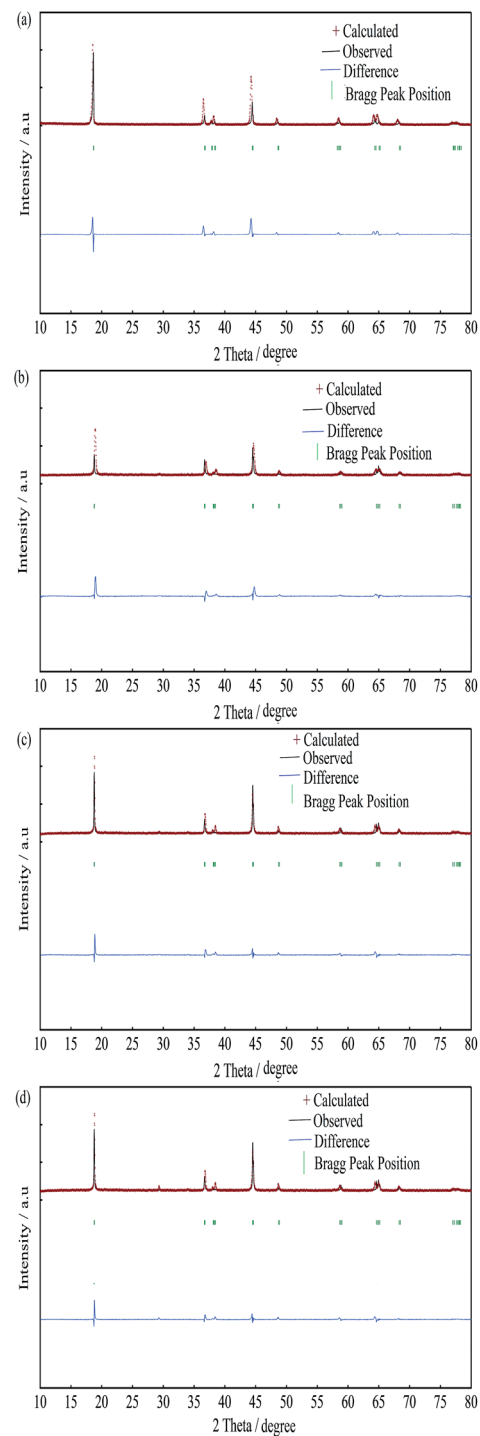 (a)
+ Calculated
Observed
Difference
Bragg Peak Position
Intensity / a.u
10 15 20 25 30 35 40 45 50 55 60 65 70 75 80
2 Theta / degree
(b)
+ Calculated
Observed
Difference
Bragg Peak Position
Intensity / a.u
10 15 20 25 30 35 40 45 50 55 60 65 70 75 80
2 Theta / degree
(c)
+ Calculated
Observed
Difference
Bragg Peak Position
Intensity / a.u
10 15 20 25 30 35 40 45 50 55 60 65 70 75 80
2 Theta / degree
(d)
+ Calculated
Observed
Difference
Bragg Peak Position
Intensity / a.u
10 15 20 25 30 35 40 45 50 55 60 65 70 75 80
2 Theta / degree